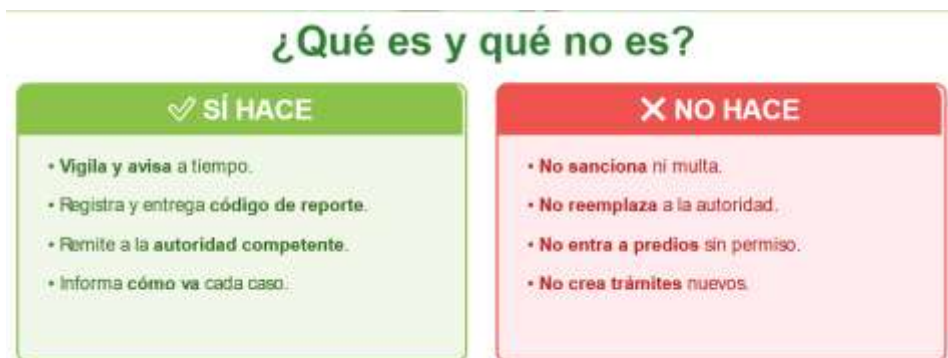 ¿Qué es y qué no es?
SÍ HACE
• Vigila y avisa a tiempo.
• Registra y entrega código de reporte.
• Remite a la autoridad competente.
• Informa cómo va cada caso.
NO HACE
• No sanciona ni multa.
• No reemplaza a la autoridad.
• No entra a predios sin permiso.
• No crea trámites nuevos.